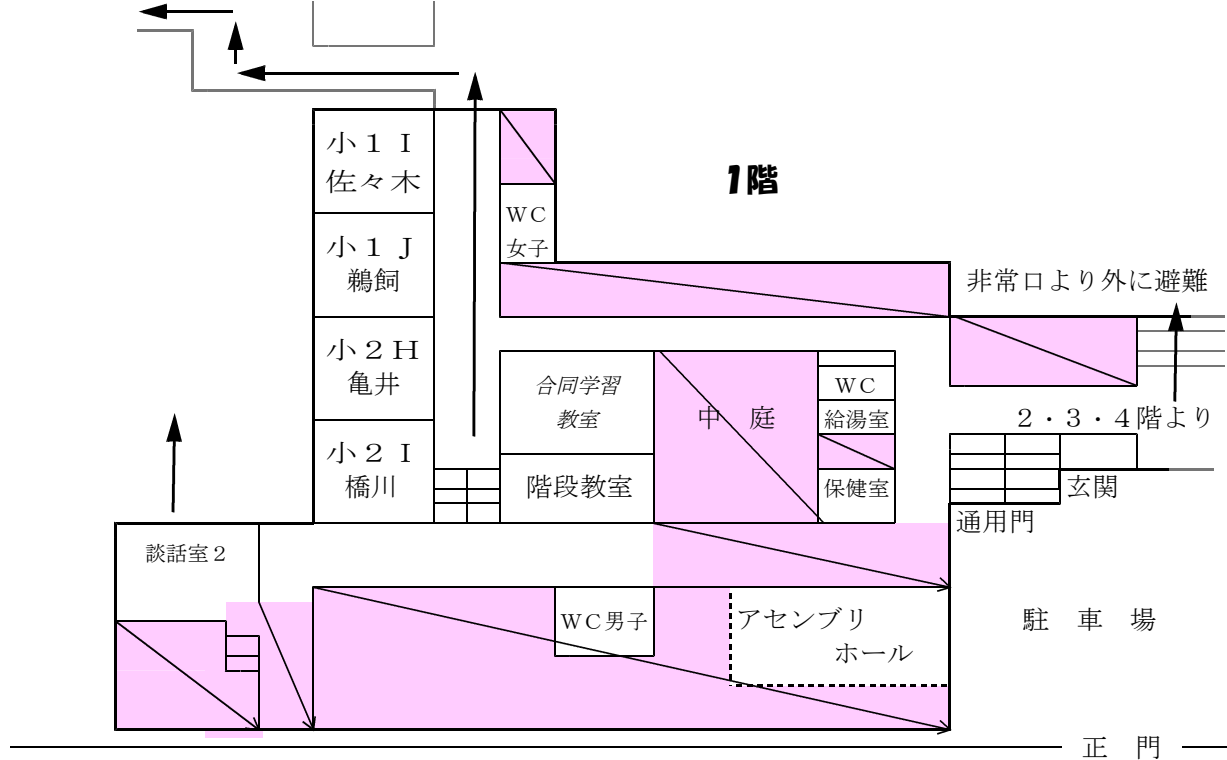 1階
小１Ｉ
佐々木
ＷＣ
女子
小１Ｊ
鵜飼
非常口より外に避難
小２Ｈ
亀井
合同学習
教室
中　庭
ＷＣ
給湯室
２・３・４階より
小２Ｉ
橋川
階段教室
保健室
玄関
通用門
談話室２
ＷＣ男子
アセンブリ
ホール
駐　車　場
正　門